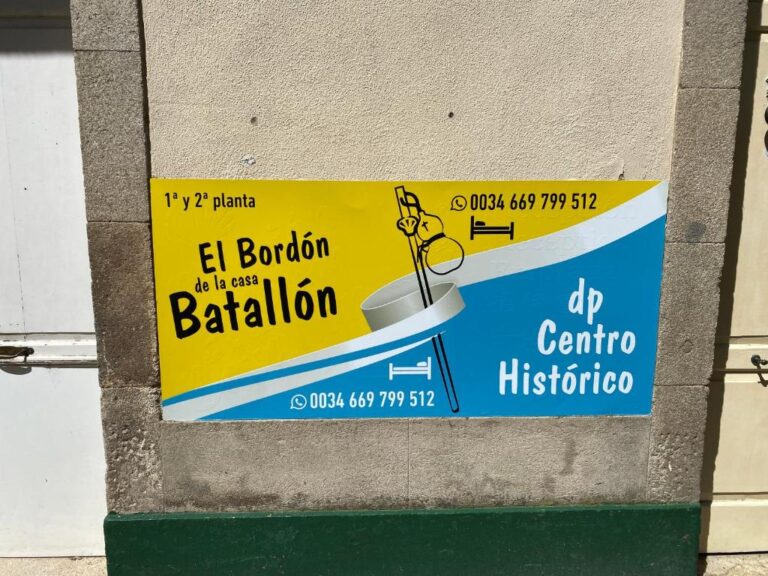 1ª y 2ª planta
0034 669 799 512
El Bordón
de la casa
Batallón
dp
Centro
Histórico
0034 669 799 512